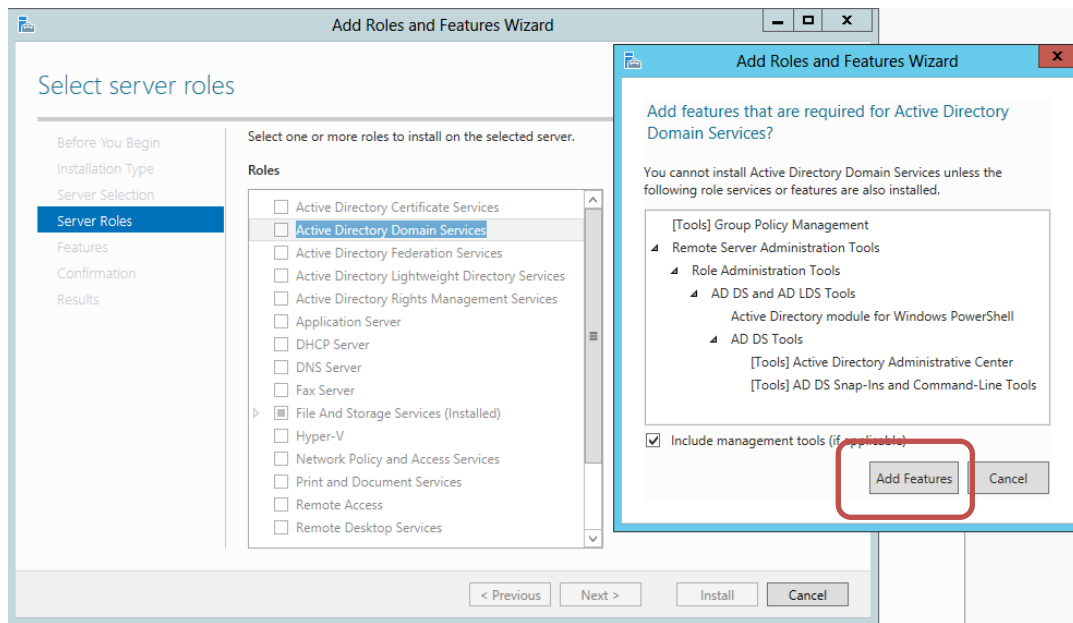 Add Roles and Features Wizard
Select server roles
Before You Begin
Installation Type
Server Selection
Server Roles
Features
Confirmation
Results
Select one or more roles to install on the selected server.
Roles
Active Directory Certificate Services
Active Directory Domain Services
Active Directory Federation Services
Active Directory Lightweight Directory Services
Active Directory Rights Management Services
Application Server
DHCP Server
DNS Server
Fax Server
File And Storage Services (Installed)
Hyper-V
Network Policy and Access Services
Print and Document Services
Remote Access
Remote Desktop Services
< Previous
Next >
Install
Cancel
Add Roles and Features Wizard
Add features that are required for Active Directory
Domain Services?
You cannot install Active Directory Domain Services unless the
following role services or features are also installed.
[Tools] Group Policy Management
Remote Server Administration Tools
Role Administration Tools
AD DS and AD LDS Tools
Active Directory module for Windows PowerShell
AD DS Tools
[Tools] Active Directory Administrative Center
[Tools] AD DS Snap-Ins and Command-Line Tools
Include management tools (if applicable)
Add Features
Cancel